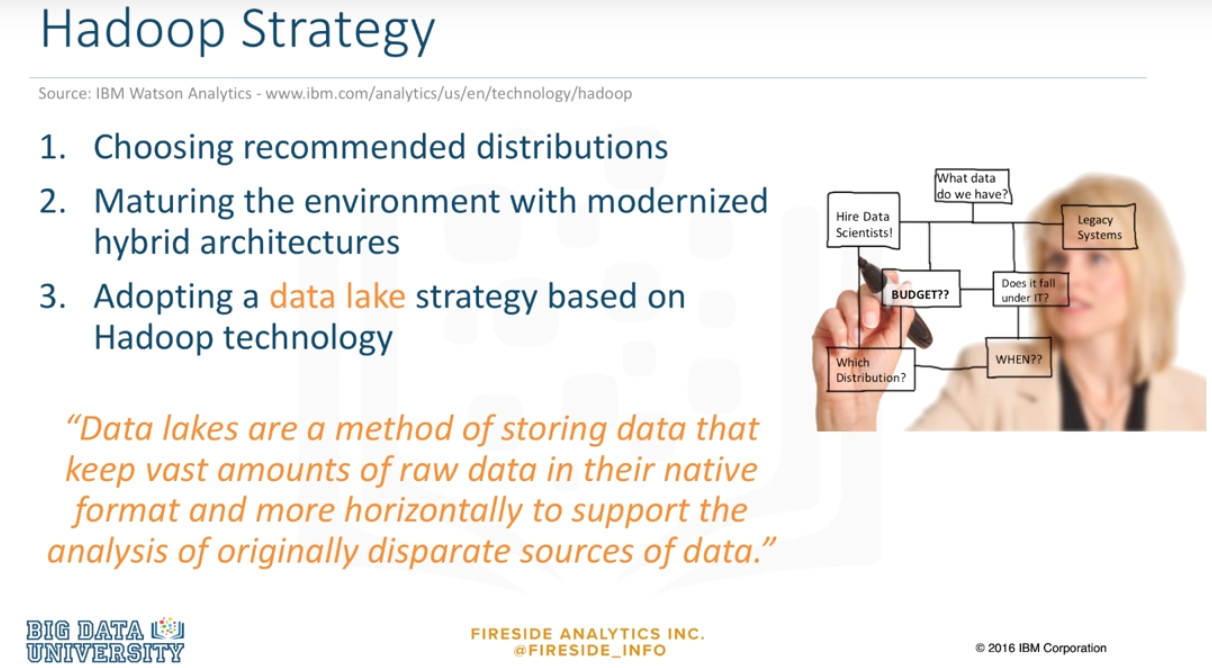 Hadoop Strategy
Source: IBM Watson Analytics - www.ibm.com/analytics/us/en/technology/hadoop
1. Choosing recommended distributions
2. Maturing the environment with modernized
hybrid architectures
3. Adopting a data lake strategy based on
Hadoop technology
“Data lakes are a method of storing data that
keep vast amounts of raw data in their native
format and more horizontally to support the
analysis of originally disparate sources of data.”
What data
do we have?
Hire Data
Scientists!
Legacy
Systems
BUDGET??
Does it fall
under IT?
Which
Distribution?
WHEN??
BIG DATA
UNIVERSITY
FIRESIDE ANALYTICS INC.
@FIRESIDE_INFO
© 2016 IBM Corporation